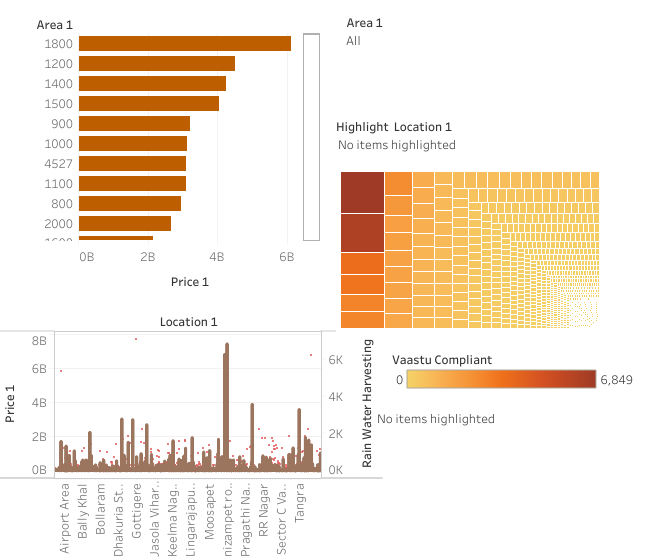 Area 1
1800
1200
1400
1500
900
1000
4527
1100
800
2000
0B 2B 4B 6B
Price 1
Area 1
All
Highlight Location 1
No items highlighted
Location 1
Price 1
8B
6B
4B
2B
0B
6K
4K
2K
0K
Rain Water Harvesting
Airport Area
Bally Khal
Bollaram
Dhakuria St..
Gottigere
Jasola Vihar..
Keelma Nag..
Lingarajapu..
Moosapet
nizampet ro..
Pragathi Na..
RR Nagar
Sector C Va..
Tangra
Vaastu Compliant
0 6,849
No items highlighted